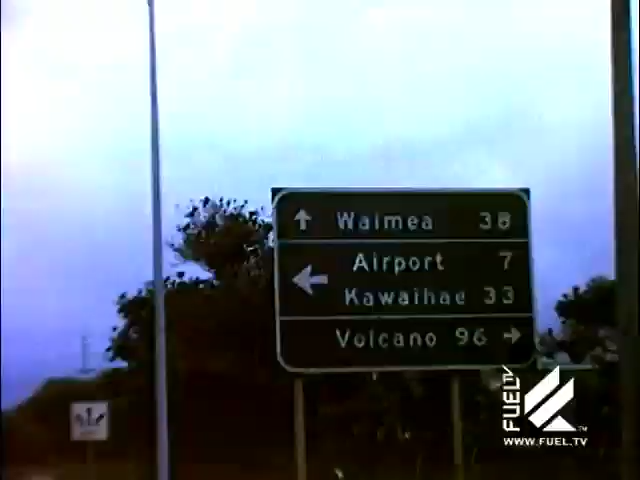 Waimea 38
Airport 7
Kawaihae 33
Volcano 96
FUEL TV
WWW.FUEL.TV